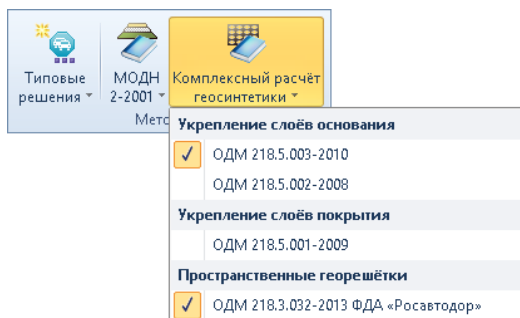 Типовые решения
МОДН 2-2001
Комплексный расчёт геосинтетики
Мето
Укрепление слоёв основания
ОДМ 218.5.003-2010
ОДМ 218.5.002-2008
Укрепление слоёв покрытия
ОДМ 218.5.001-2009
Пространственные георешётки
ОДМ 218.3.032-2013 ФДА «Росавтодор»